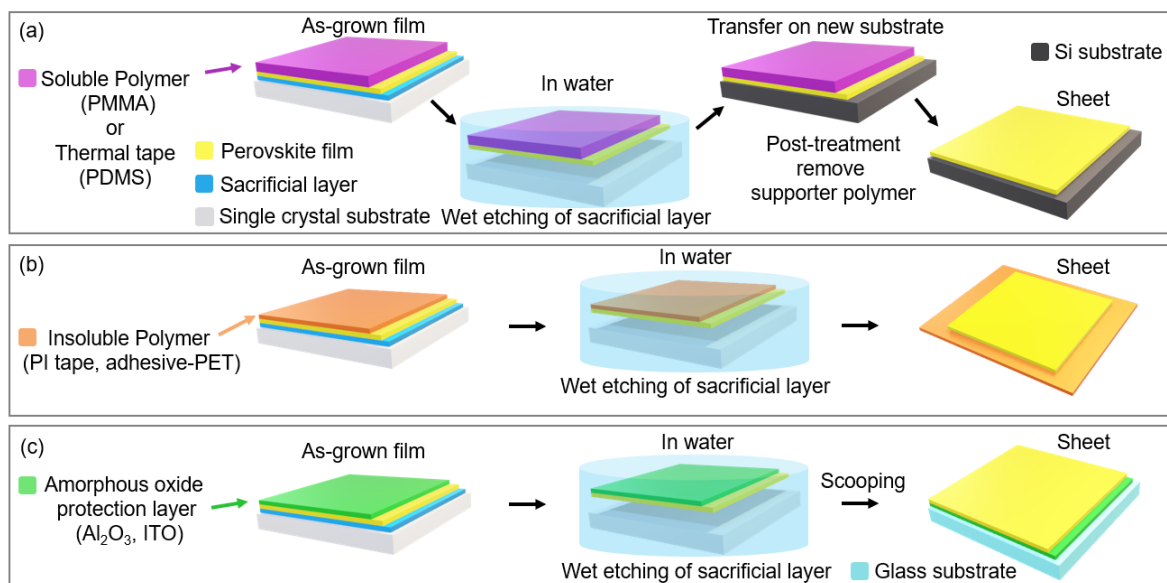 (a)
As-grown film
Transfer on new substrate
Si substrate
Soluble Polymer
(PMMA)
or
Thermal tape
(PDMS)
In water
Sheet
Perovskite film
Sacrificial layer
Single crystal substrate
Wet etching of sacrificial layer
Post-treatment
remove
supporter polymer
(b)
As-grown film
In water
Sheet
Insoluble Polymer
(PI tape, adhesive-PET)
Wet etching of sacrificial layer
(c)
As-grown film
In water
Sheet
Amorphous oxide
protection layer
(Al₂O₃, ITO)
Scooping
Wet etching of sacrificial layer
Glass substrate